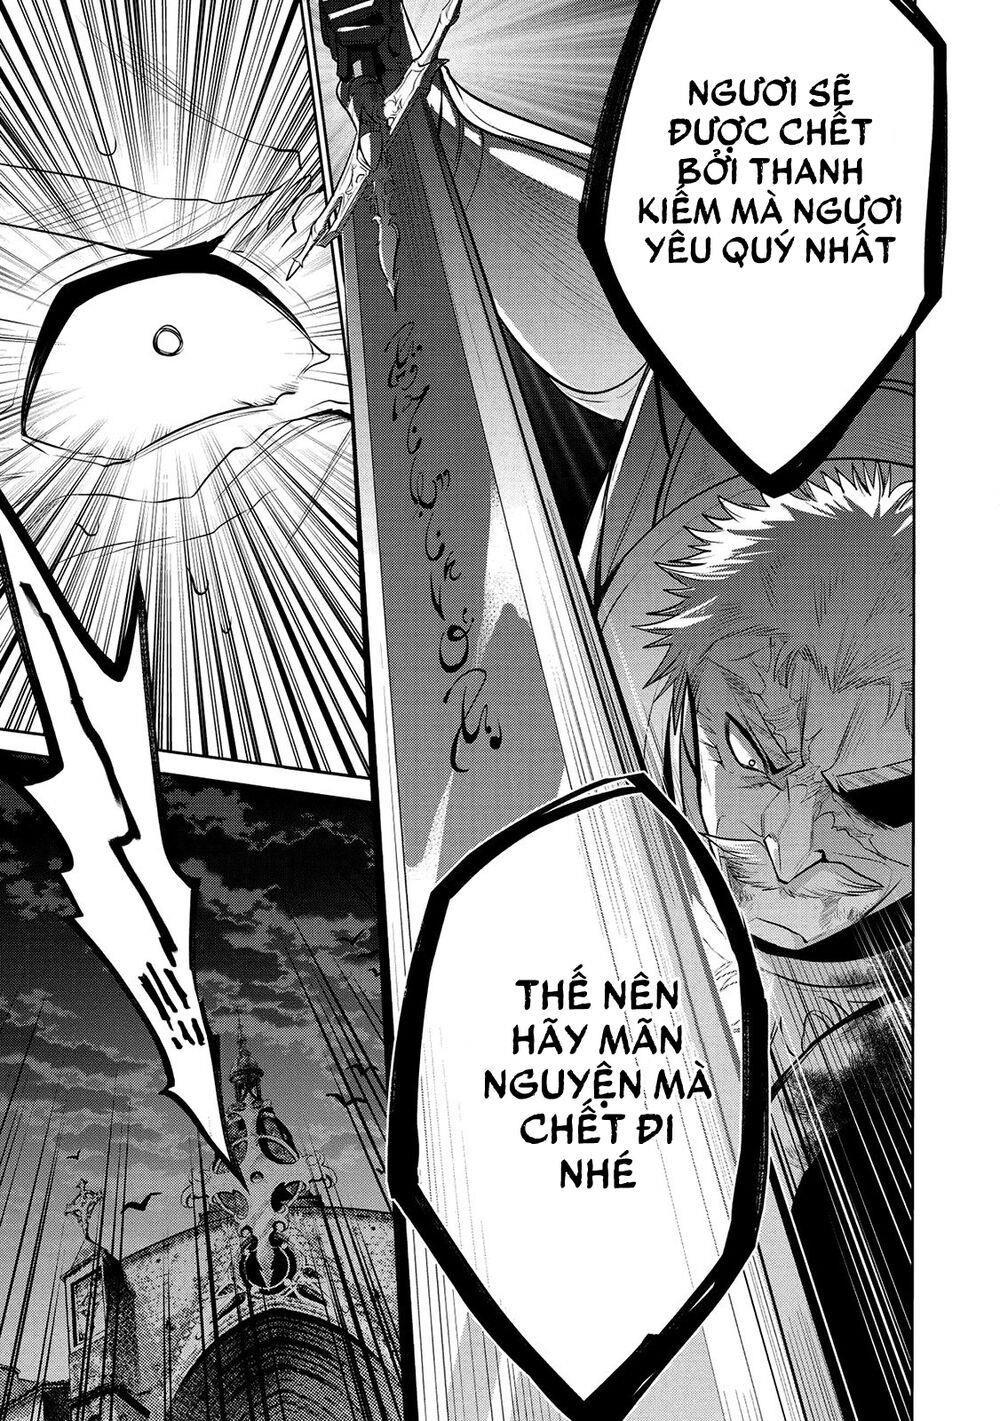 NGƯƠI SẼ
ĐƯỢC CHẾT
BỞI THANH
KIẾM MÀ NGƯƠI
YÊU QUÝ NHẤT
THẾ NÊN
HÃY MÃN
NGUYỆN MÀ
CHẾT ĐI
NHÉ